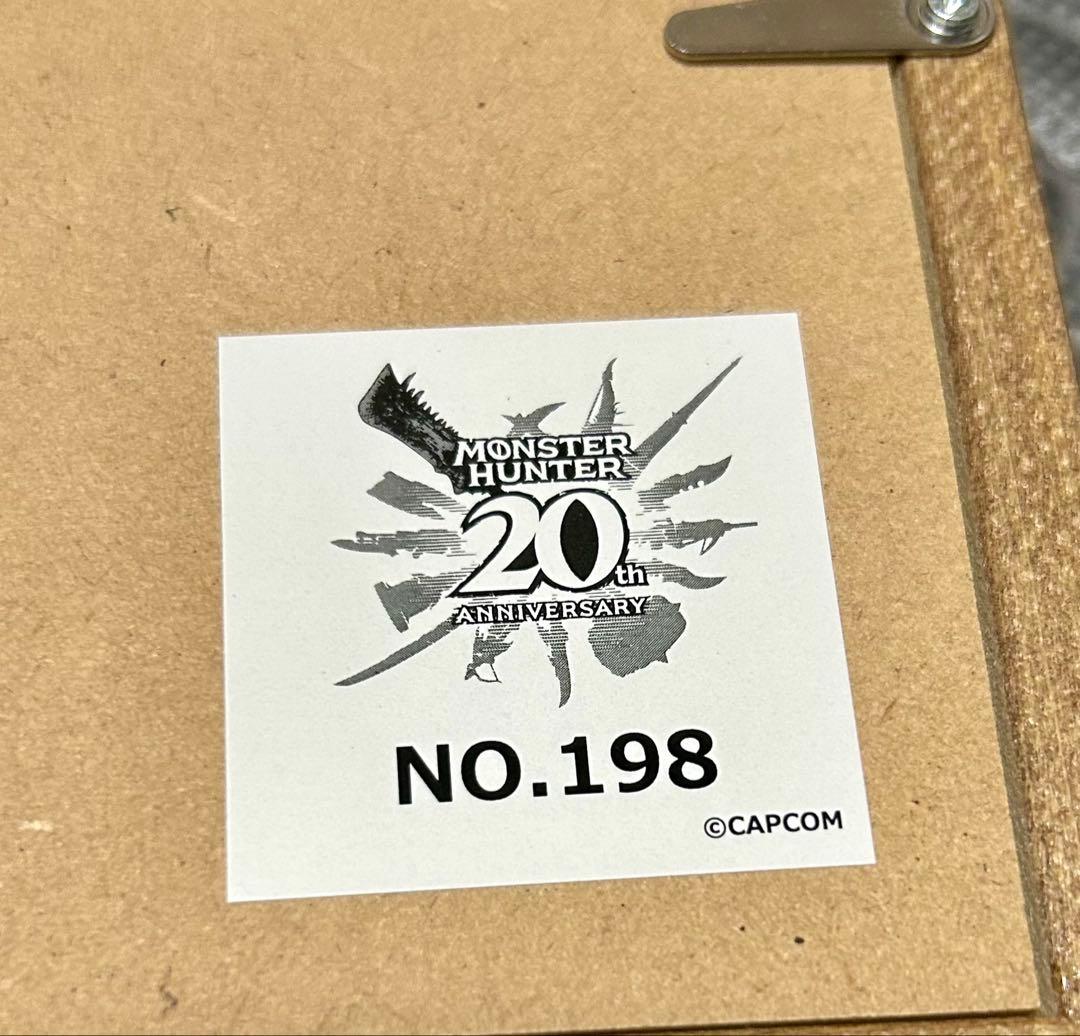 MONSTER
HUNTER
20th
ANNIVERSARY
NO.198
©CAPCOM